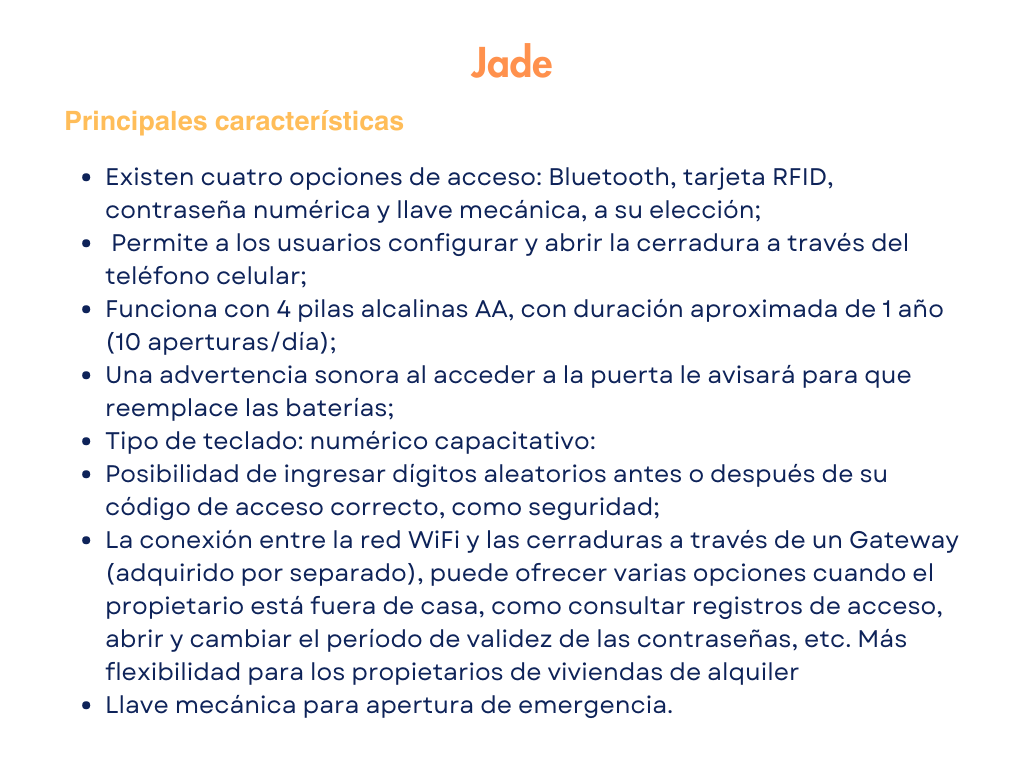 Jade
Principales características
• Existen cuatro opciones de acceso: Bluetooth, tarjeta RFID,
contraseña numérica y llave mecánica, a su elección;
• Permite a los usuarios configurar y abrir la cerradura a través del
teléfono celular;
• Funciona con 4 pilas alcalinas AA, con duración aproximada de 1 año
(10 aperturas/día);
• Una advertencia sonora al acceder a la puerta le avisará para que
reemplace las baterías;
• Tipo de teclado: numérico capacitativo:
• Posibilidad de ingresar dígitos aleatorios antes o después de su
código de acceso correcto, como seguridad;
• La conexión entre la red WiFi y las cerraduras a través de un Gateway
(adquirido por separado), puede ofrecer varias opciones cuando el
propietario está fuera de casa, como consultar registros de acceso,
abrir y cambiar el período de validez de las contraseñas, etc. Más
flexibilidad para los propietarios de viviendas de alquiler
• Llave mecánica para apertura de emergencia.